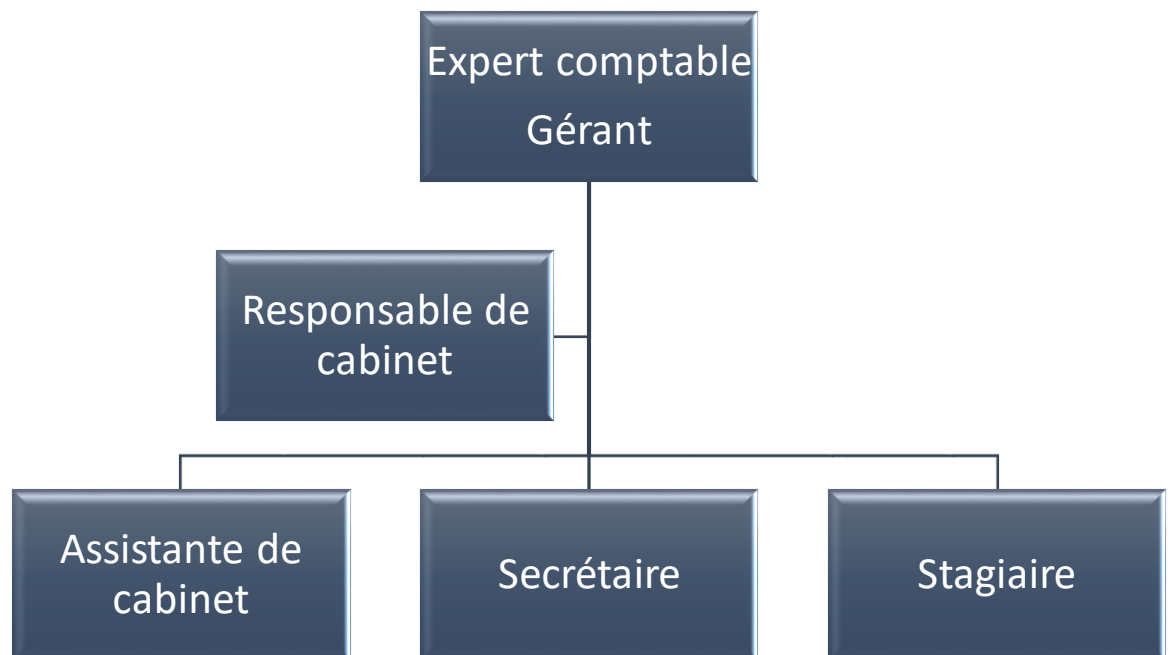 Expert comptable
Gérant
Responsable de
cabinet
Assistante de
cabinet
Secrétaire
Stagiaire